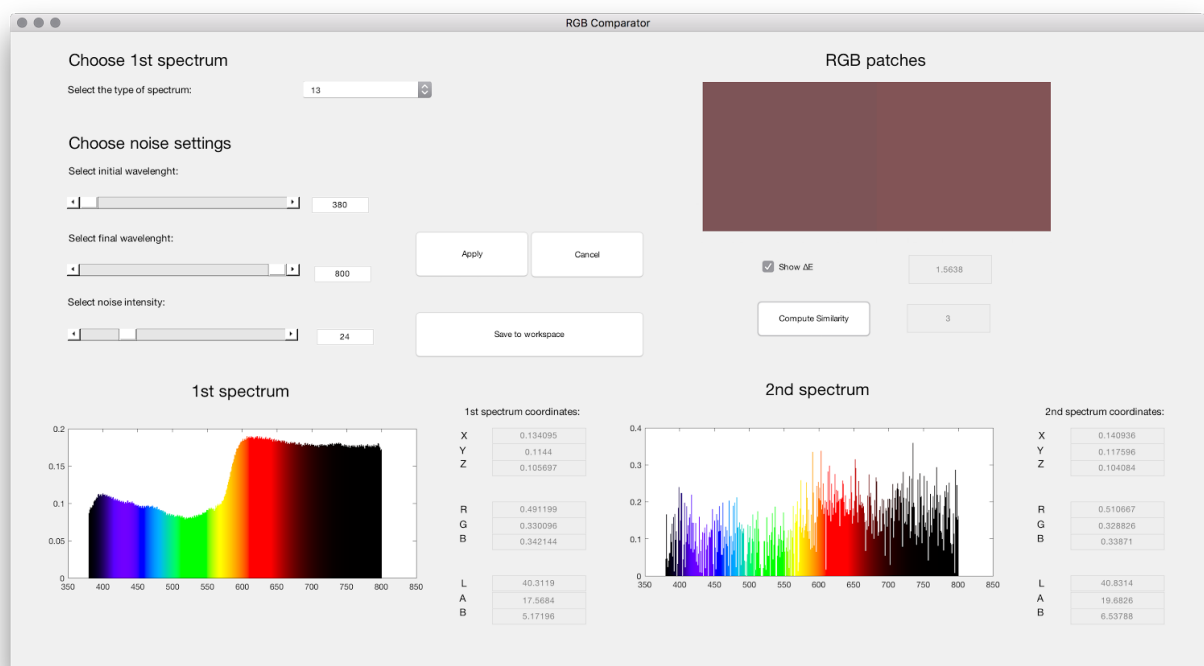 RGB Comparator
Choose 1st spectrum
Select the type of spectrum:
13
Choose noise settings
Select initial wavelenght:
380
Select final wavelenght:
800
Select noise intensity:
24
Apply
Cancel
Save to workspace
RGB patches
Show ΔE
1.5638
Compute Similarity
3
1st spectrum
0.2
0.15
0.1
0.05
0
350 400 450 500 550 600 650 700 750 800 850
1st spectrum coordinates:
X 0.134095
Y 0.1144
Z 0.105697
R 0.491199
G 0.330096
B 0.342144
L 40.3119
A 17.5684
B 5.17196
2nd spectrum
0.4
0.3
0.2
0.1
0
350 400 450 500 550 600 650 700 750 800 850
2nd spectrum coordinates:
X 0.140936
Y 0.117596
Z 0.104084
R 0.510667
G 0.328826
B 0.33871
L 40.8314
A 19.6826
B 6.53788